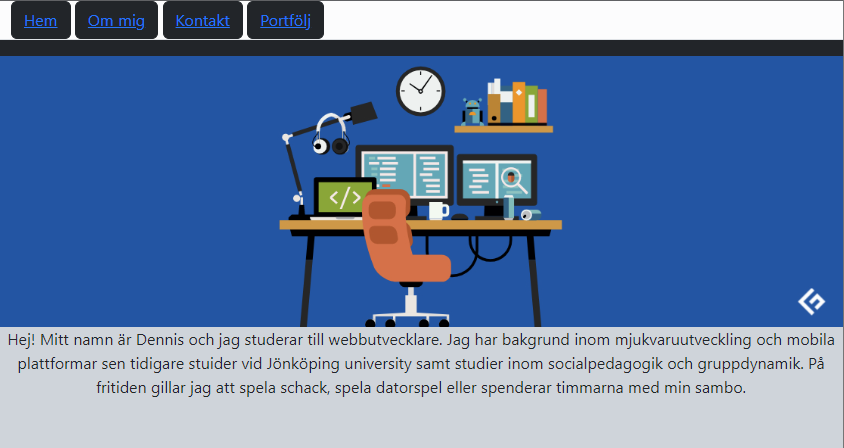 Hem
Om mig
Kontakt
Portfölj
</>
Hej! Mitt namn är Dennis och jag studerar till webbutvecklare. Jag har bakgrund inom mjukvaruutveckling och mobila
plattformar sen tidigare stuider vid Jönköping university samt studier inom socialpedagogik och gruppdynamik. På
fritiden gillar jag att spela schack, spela datorspel eller spenderar timmarna med min sambo.